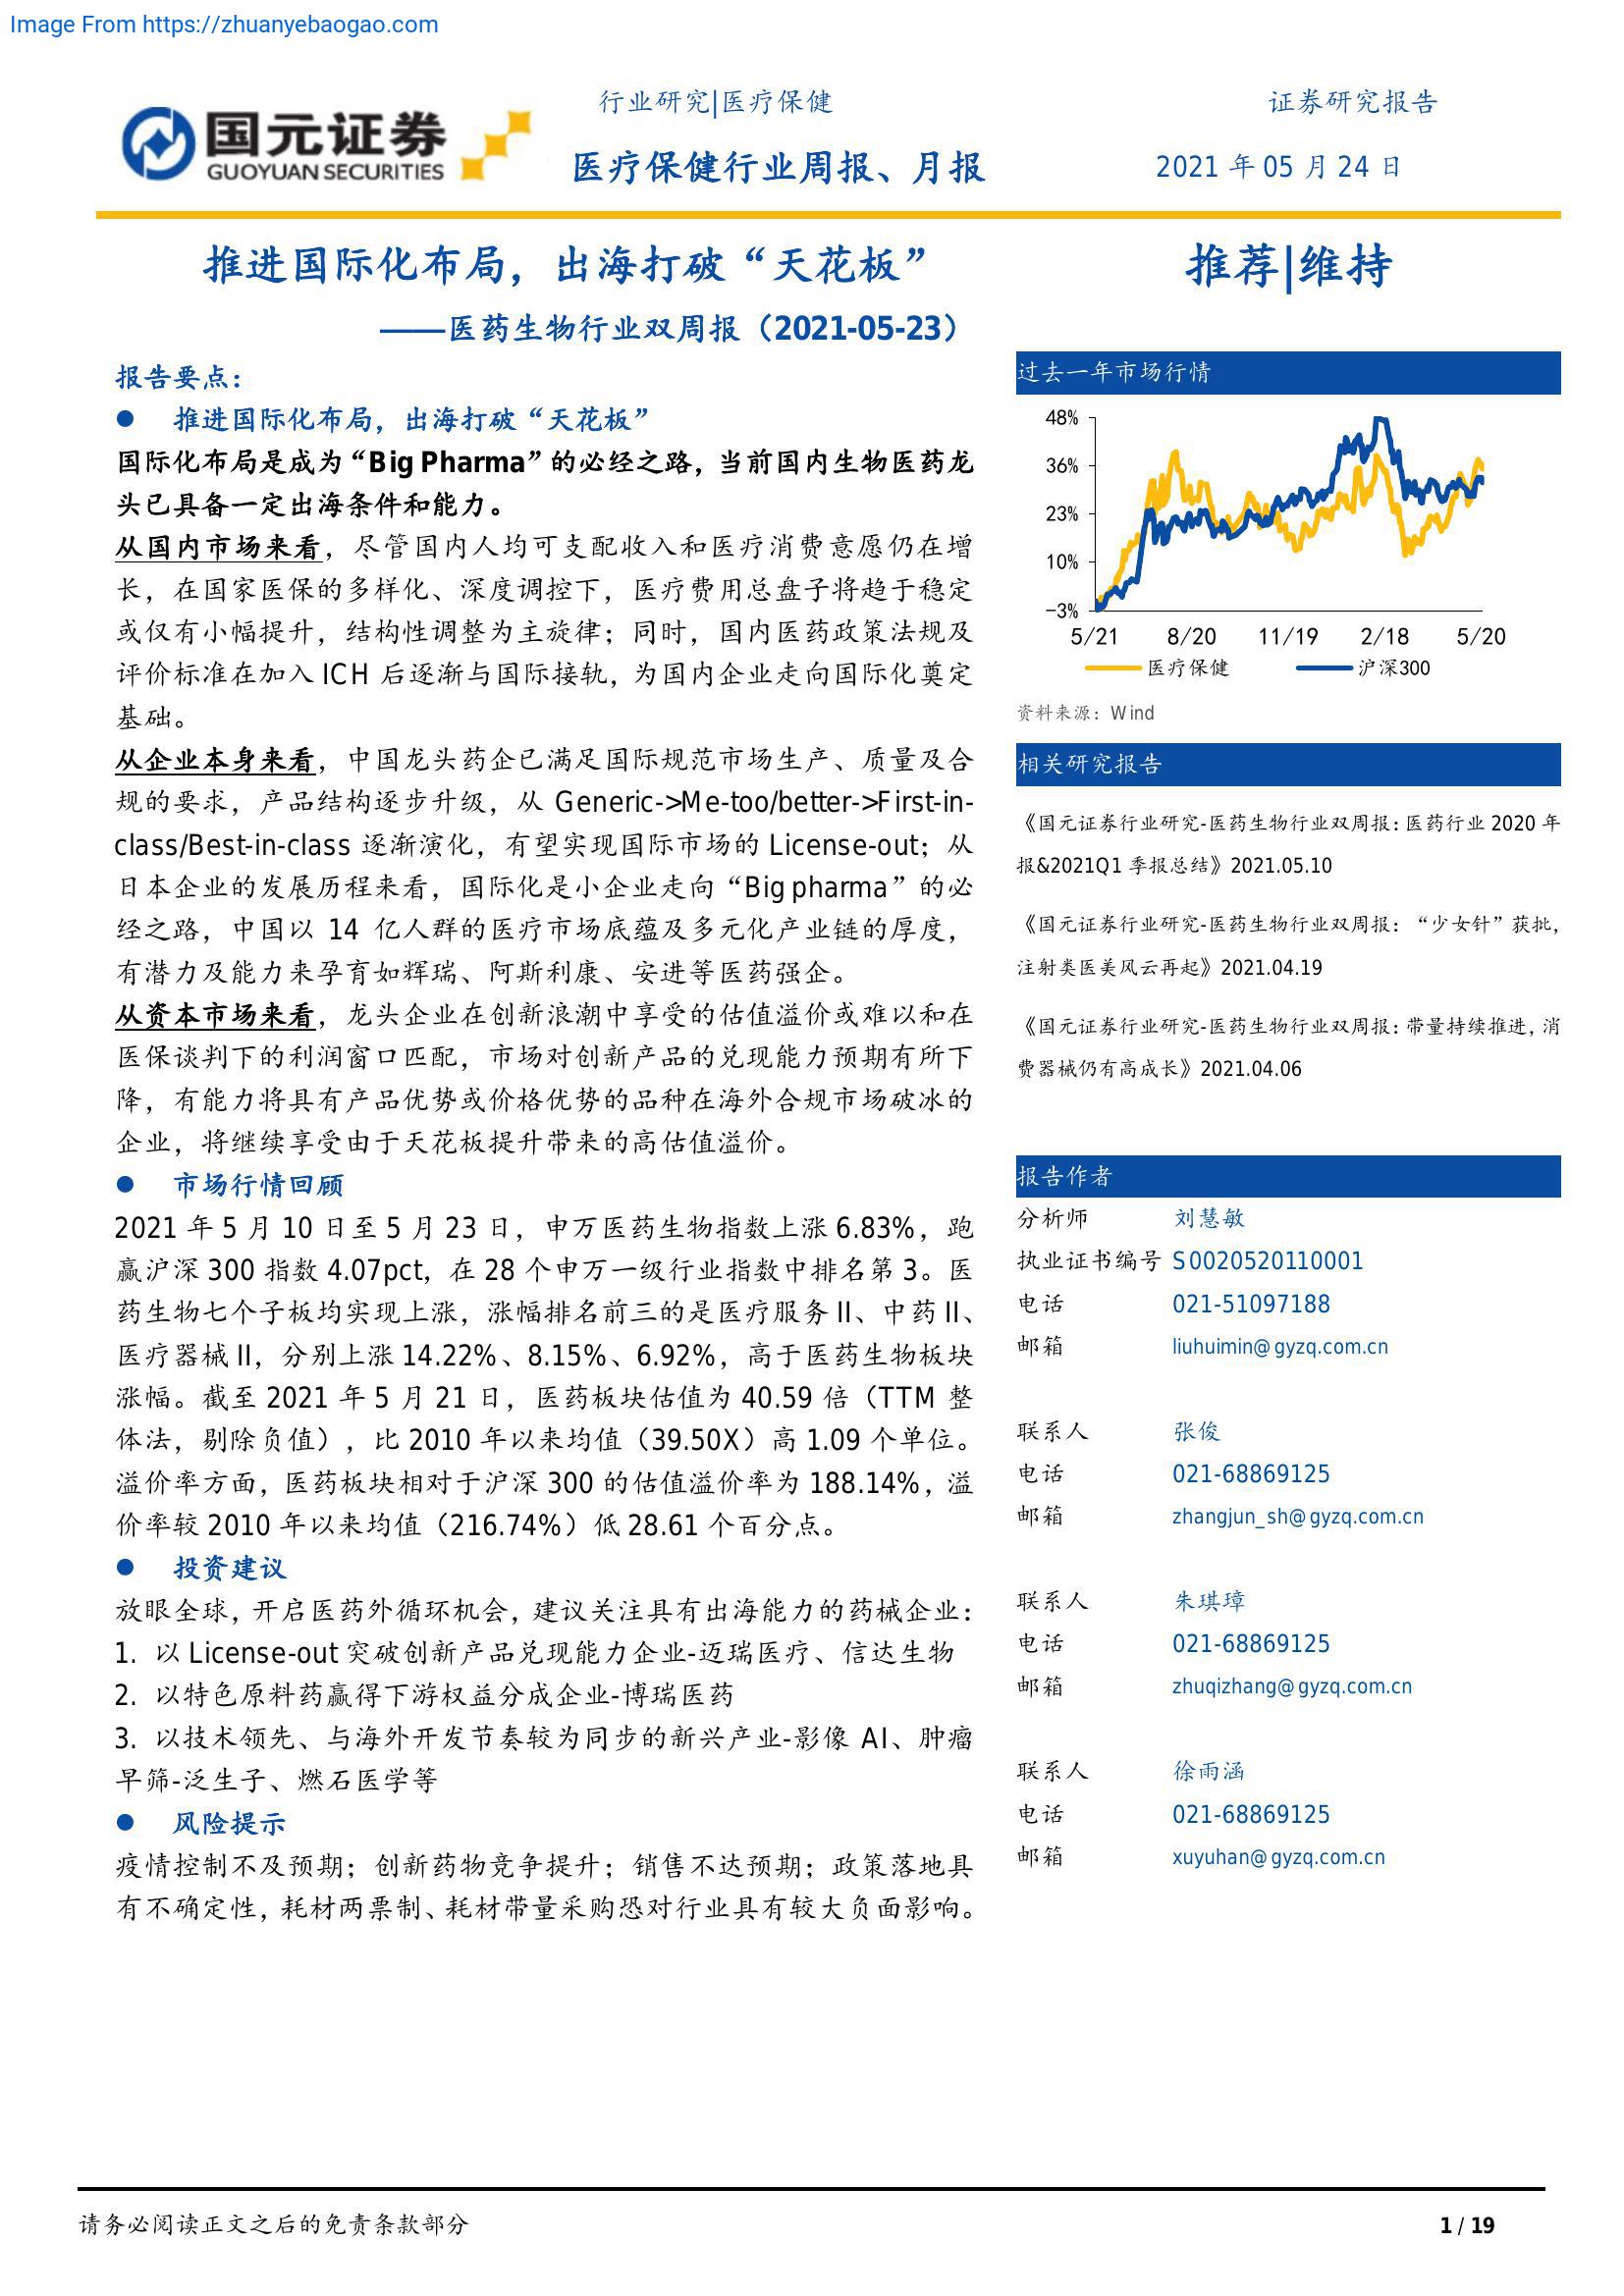 Image From https://zhuanyebaogao.com
国元证券
GUOYUAN SECURITIES
行业研究|医疗保健
证券研究报告
医疗保健行业周报、月报
2021 年 05 月 24 日
推进国际化布局，出海打破“天花板”
——医药生物行业双周报（2021-05-23）
报告要点：
● 推进国际化布局，出海打破“天花板”
国际化布局是成为“Big Pharma”的必经之路，当前国内生物医药龙
头已具备一定出海条件和能力。
从国内市场来看，尽管国内人均可支配收入和医疗消费意愿仍在增
长，在国家医保的多样化、深度调控下，医疗费用总盘子将趋于稳定
或仅有小幅提升，结构性调整为主旋律；同时，国内医药政策法规及
评价标准在加入 ICH 后逐渐与国际接轨，为国内企业走向国际化奠定
基础。
从企业本身来看，中国龙头药企已满足国际规范市场生产、质量及合
规的要求，产品结构逐步升级，从 Generic->Me-too/better->First-in-
class/Best-in-class 逐渐演化，有望实现国际市场的 License-out；从
日本企业的发展历程来看，国际化是小企业走向“Big pharma”的必
经之路，中国以 14 亿人群的医疗市场底蕴及多元化产业链的厚度，
有潜力及能力来孕育如辉瑞、阿斯利康、安进等医药强企。
从资本市场来看，龙头企业在创新浪潮中享受的估值溢价或难以和在
医保谈判下的利润窗口匹配，市场对创新产品的兑现能力预期有所下
降，有能力将具有产品优势或价格优势的品种在海外合规市场破冰的
企业，将继续享受由于天花板提升带来的高估值溢价。
● 市场行情回顾
2021 年 5 月 10 日至 5 月 23 日，申万医药生物指数上涨 6.83%，跑
赢沪深 300 指数 4.07pct，在 28 个申万一级行业指数中排名第 3。医
药生物七个子板均实现上涨，涨幅排名前三的是医疗服务 II、中药 II、
医疗器械 II，分别上涨 14.22%、8.15%、6.92%，高于医药生物板块
涨幅。截至 2021 年 5 月 21 日，医药板块估值为 40.59 倍（TTM 整
体法，剔除负值），比 2010 年以来均值（39.50X）高 1.09 个单位。
溢价率方面，医药板块相对于沪深 300 的估值溢价率为 188.14%，溢
价率较 2010 年以来均值（216.74%）低 28.61 个百分点。
● 投资建议
放眼全球，开启医药外循环机会，建议关注具有出海能力的药械企业：
1. 以 License-out 突破创新产品兑现能力企业-迈瑞医疗、信达生物
2. 以特色原料药赢得下游权益分成企业-博瑞医药
3. 以技术领先、与海外开发节奏较为同步的新兴产业-影像 AI、肿瘤
早筛-泛生子、燃石医学等
● 风险提示
疫情控制不及预期；创新药物竞争提升；销售不达预期；政策落地具
有不确定性，耗材两票制、耗材带量采购恐对行业具有较大负面影响。
推荐|维持
过去一年市场行情
48%
36%
23%
10%
-3%
5/21 8/20 11/19 2/18 5/20
医疗保健 沪深300
资料来源：Wind
相关研究报告
《国元证券行业研究-医药生物行业双周报：医药行业 2020 年
报&2021Q1 季报总结》2021.05.10
《国元证券行业研究-医药生物行业双周报：“少女针”获批，
注射类医美风云再起》2021.04.19
《国元证券行业研究-医药生物行业双周报：带量持续推进，消
费器械仍有高成长》2021.04.06
报告作者
分析师 刘慧敏
执业证书编号 S0020520110001
电话 021-51097188
邮箱 liuhuimin@gyzq.com.cn
联系人 张俊
电话 021-68869125
邮箱 zhangjun_sh@gyzq.com.cn
联系人 朱琪璋
电话 021-68869125
邮箱 zhuqizhang@gyzq.com.cn
联系人 徐雨涵
电话 021-68869125
邮箱 xuyuhan@gyzq.com.cn
请务必阅读正文之后的免责条款部分
1 / 19